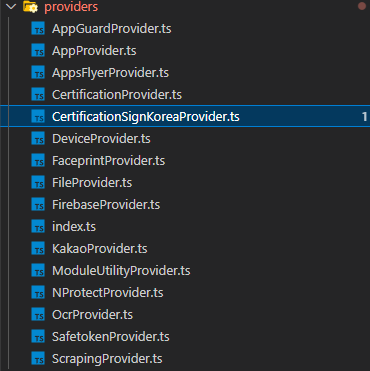 providers
TS AppGuardProvider.ts
TS AppProvider.ts
TS AppsFlyerProvider.ts
TS CertificationProvider.ts
TS CertificationSignKoreaProvider.ts 1
TS DeviceProvider.ts
TS FaceprintProvider.ts
TS FileProvider.ts
TS FirebaseProvider.ts
TS index.ts
TS KakaoProvider.ts
TS ModuleUtilityProvider.ts
TS NProtectProvider.ts
TS OcrProvider.ts
TS SafetokenProvider.ts
TS ScrapingProvider.ts